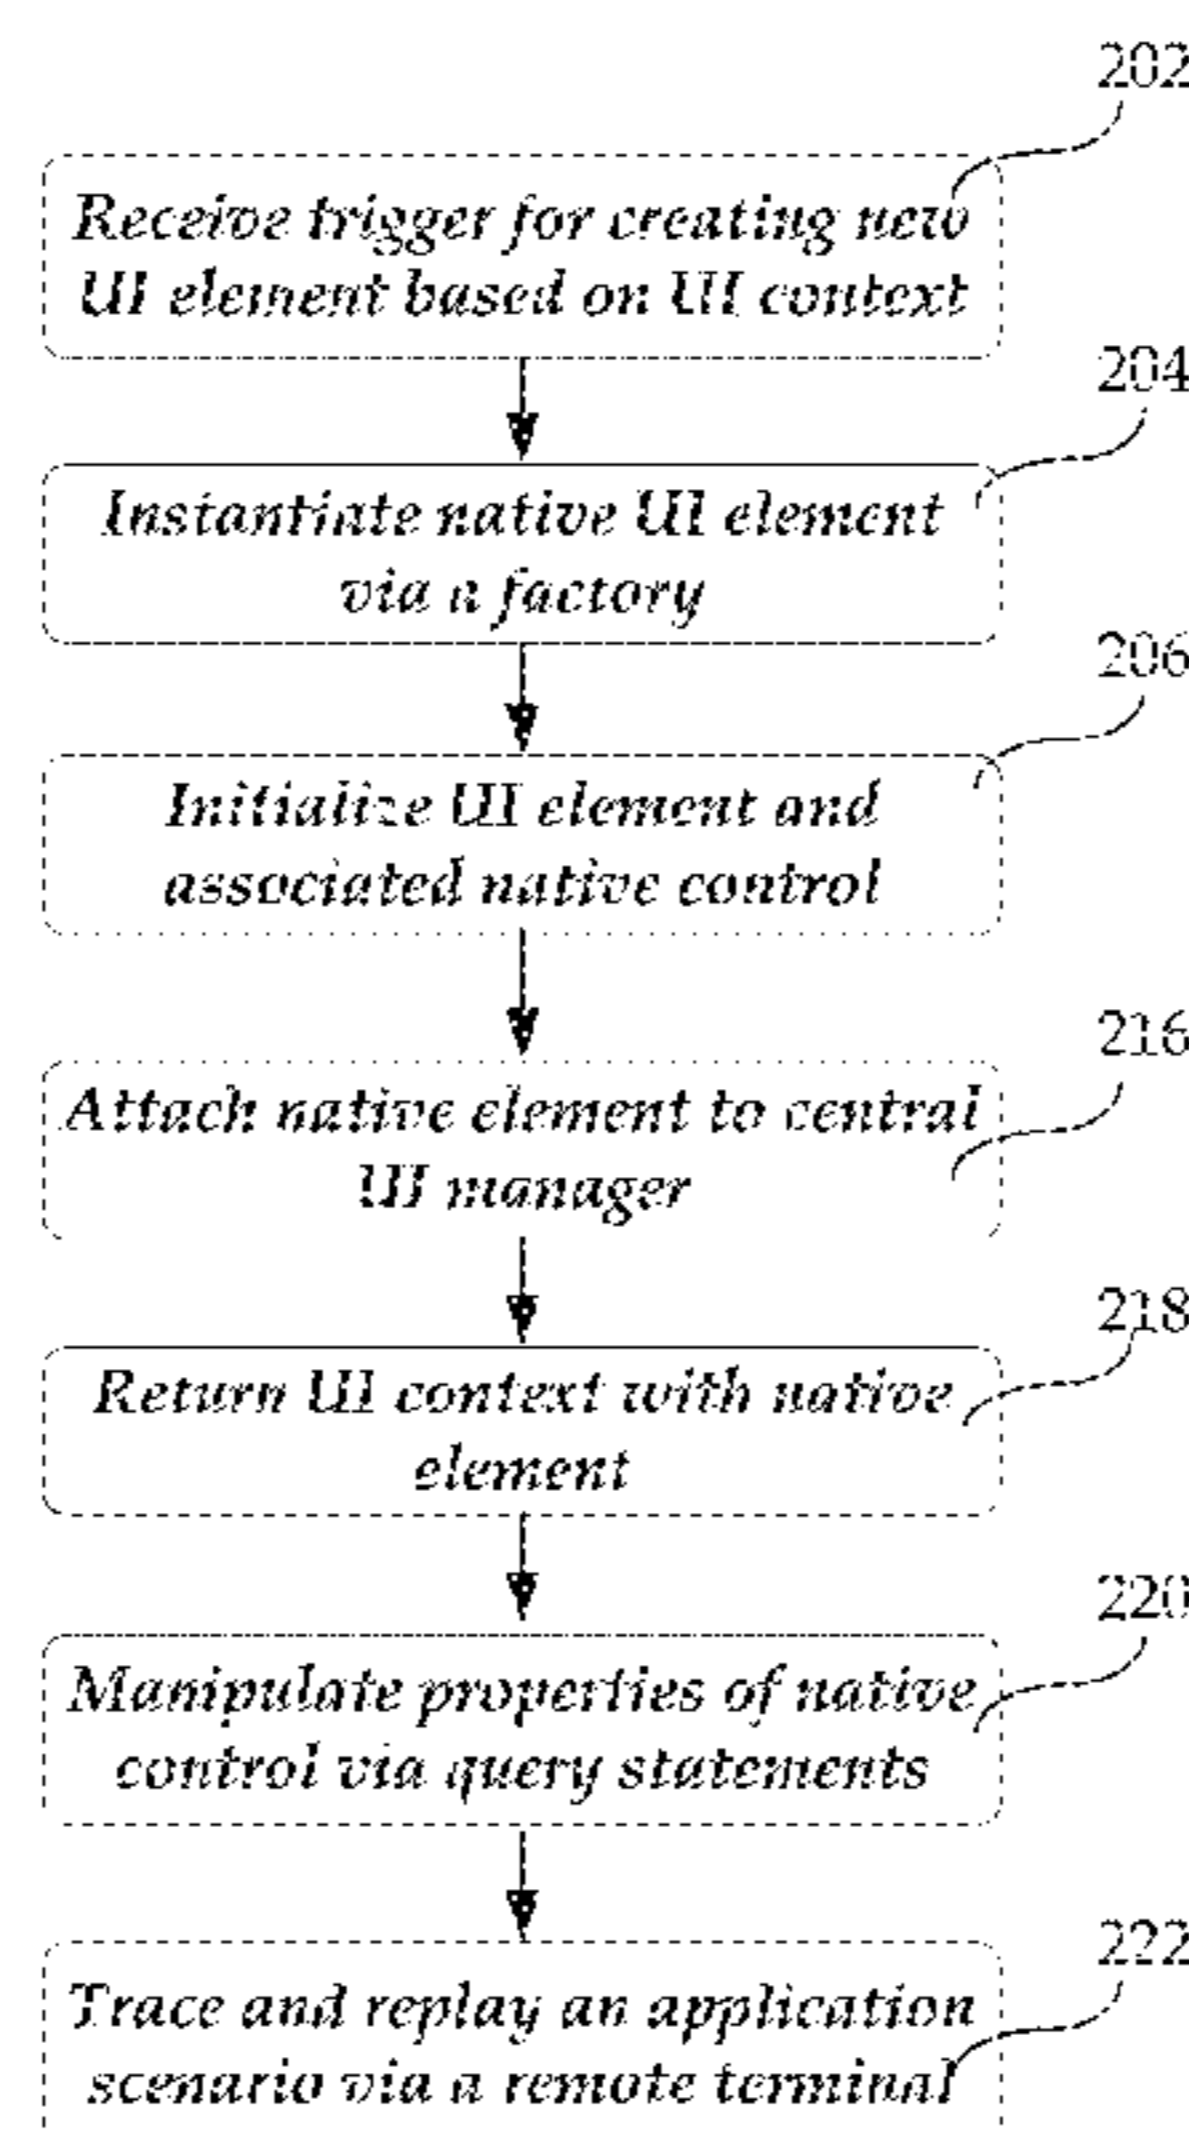 202
Receive trigger for creating new
UI element based on UI context
204
Instantiate native UI element
via a factory
206
Initialize UI element and
associated native control
216
Attach native element to central
UI manager
218
Return UI context with native
element
220
Manipulate properties of native
control via query statements
222
Trace and replay an application
scenario via a remote terminal